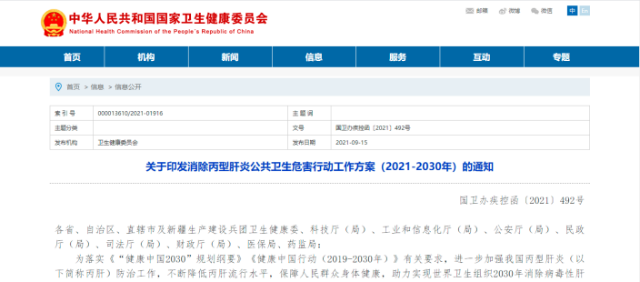 中华人民共和国国家卫生健康委员会
National Health Commission of the People's Republic of China
邮箱 微博 微信 中 En
首页 机构 新闻 信息 服务 互动 专题
首页 > 信息 > 信息公开
索 引 号 000013610/2021-01916 主 题 词
主题分类 文号 国卫办疾控函〔2021〕492号
发布机构 卫生健康委员会 发布日期 2021-09-15
关于印发消除丙型肝炎公共卫生危害行动工作方案（2021-2030年）的通知
国卫办疾控函〔2021〕492号
各省、自治区、直辖市及新疆生产建设兵团卫生健康委、科技厅（局）、工业和信息化厅（局）、公安厅（局）、民政
厅（局）、司法厅（局）、财政厅（局）、医保局、药监局：
为落实《“健康中国2030”规划纲要》《健康中国行动（2019-2030年）》有关要求，进一步加强我国丙型肝炎（以
下简称丙肝）防治工作，不断降低丙肝流行水平，保障人民群众身体健康，助力实现世界卫生组织2030年消除病毒性肝